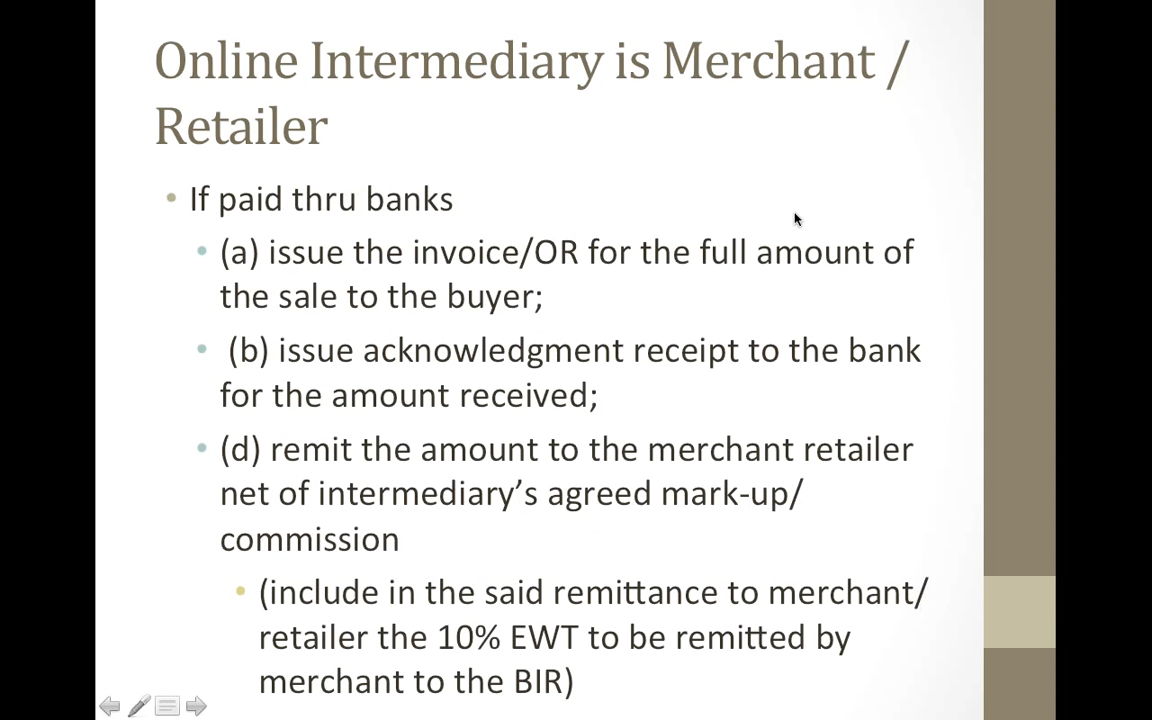 Online Intermediary is Merchant /
Retailer
• If paid thru banks
• (a) issue the invoice/OR for the full amount of
the sale to the buyer;
• (b) issue acknowledgment receipt to the bank
for the amount received;
• (d) remit the amount to the merchant retailer
net of intermediary’s agreed mark-up/
commission
• (include in the said remittance to merchant/
retailer the 10% EWT to be remitted by
merchant to the BIR)